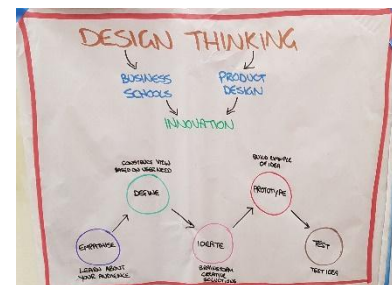 DESIGN THINKING
BUSINESS
SCHOOLS
PRODUCT
DESIGN
INNOVATION
CONSTRUCT VIEW
BASED ON USER NEED
DEFINE
BUILD EXAMPLE
OF IDEA
PROTOTYPE
EMPATHISE
LEARN ABOUT
YOUR AUDIENCE
IDEATE
BRAINSTORM
CREATIVE
SOLUTIONS
TEST
TEST IDEA